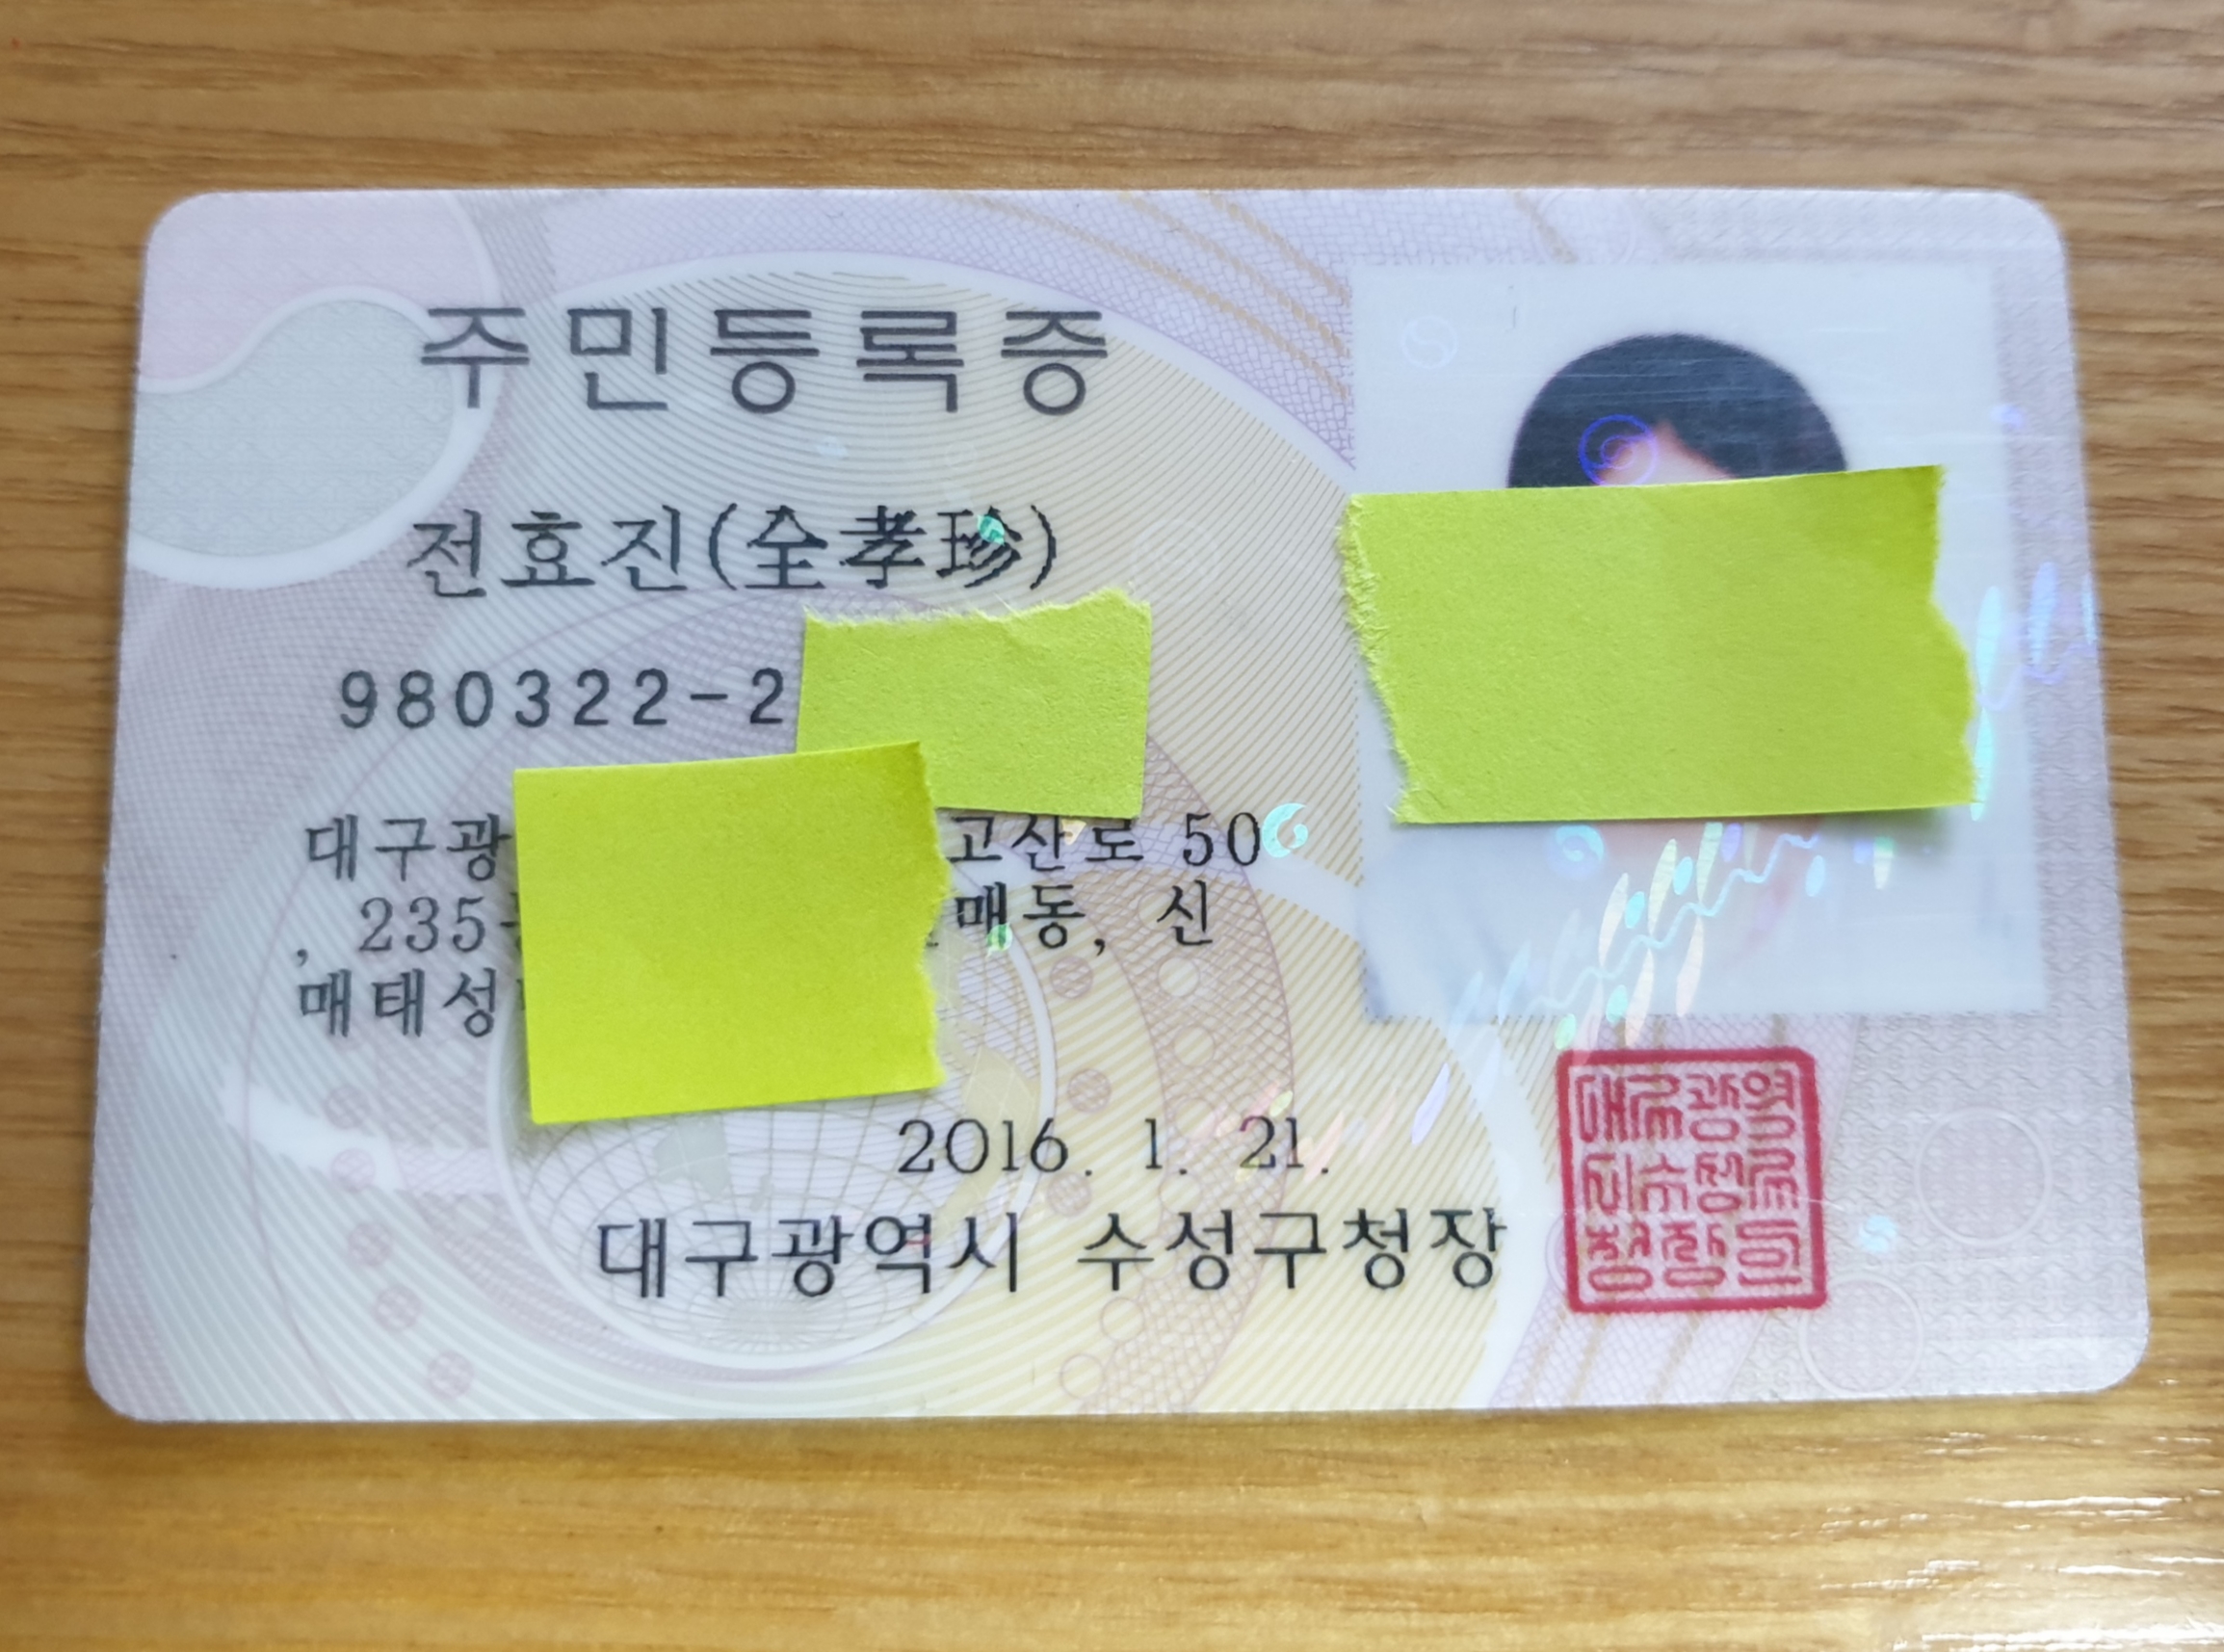 주민등록증
전효진(全孝珍)
980322-2
대구광 고산로 50
, 235 매동, 신
매태성
2016. 1. 21.
대구광역시 수성구청장